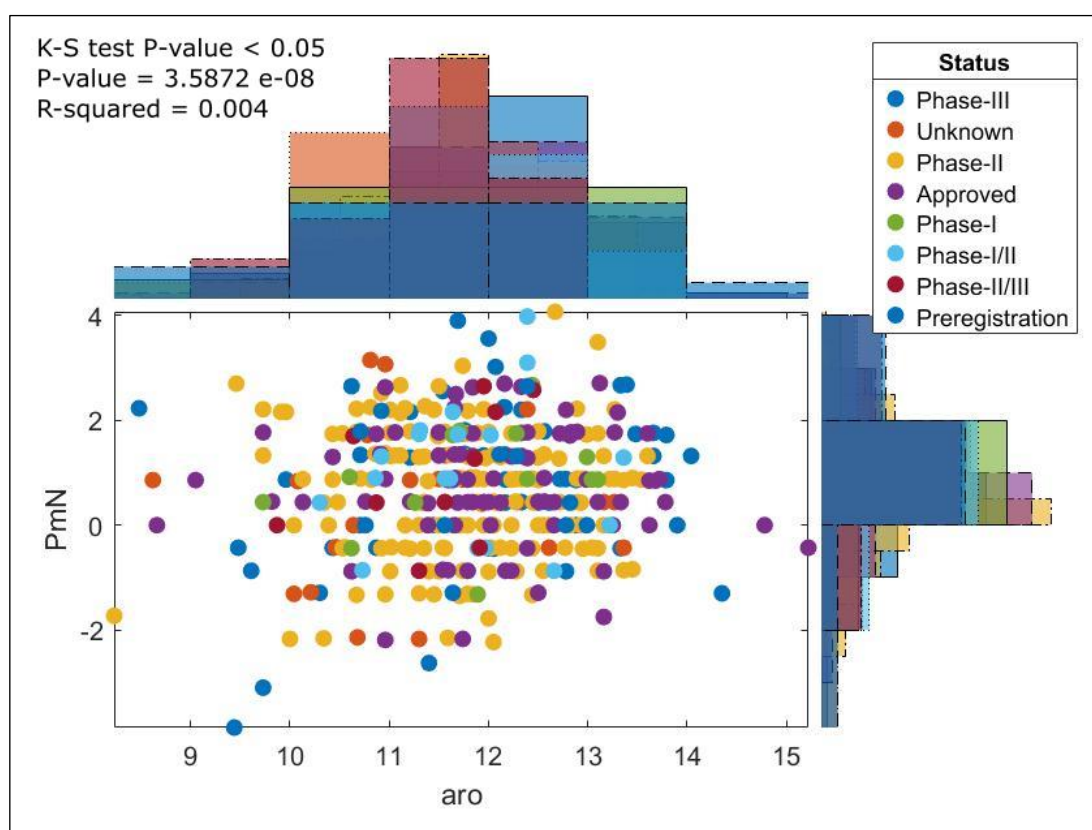 K-S test P-value < 0.05
P-value = 3.5872 e-08
R-squared = 0.004
Status
Phase-III
Unknown
Phase-II
Approved
Phase-I
Phase-I/II
Phase-II/III
Preregistration
4
2
0
-2
PmN
9 10 11 12 13 14 15
aro